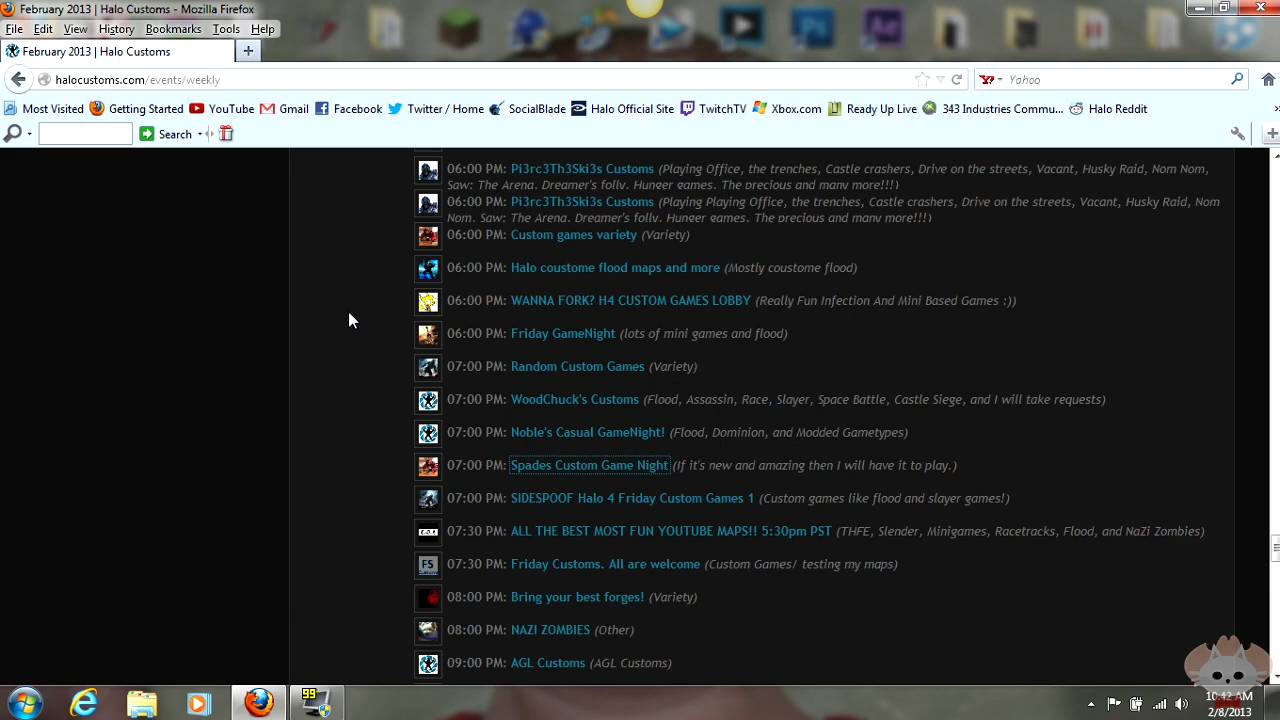 February 2013 | Halo Customs - Mozilla Firefox
File Edit View History Bookmarks Tools Help
February 2013 | Halo Customs
halocustoms.com/events/weekly
Yahoo
Most Visited Getting Started YouTube Gmail Facebook Twitter / Home SocialBlade Halo Official Site TwitchTV Xbox.com Ready Up Live 343 Industries Commu... Halo Reddit
Search
06:00 PM: Pi3rc3Th3Ski3s Customs (Playing Office, the trenches, Castle crashers, Drive on the streets, Vacant, Husky Raid, Nom Nom,
Saw: The Arena, Dreamer's folly, Hunger games, The precious and many more!!!)
06:00 PM: Pi3rc3Th3Ski3s Customs (Playing Playing Office, the trenches, Castle crashers, Drive on the streets, Vacant, Husky Raid, Nom
Nom, Saw: The Arena, Dreamer's folly, Hunger games, The precious and many more!!!)
06:00 PM: Custom games variety (Variety)
06:00 PM: Halo coustome flood maps and more (Mostly coustome flood)
06:00 PM: WANNA FORK? H4 CUSTOM GAMES LOBBY (Really Fun Infection And Mini Based Games :))
06:00 PM: Friday GameNight (lots of mini games and flood)
07:00 PM: Random Custom Games (Variety)
07:00 PM: WoodChuck's Customs (Flood, Assassin, Race, Slayer, Space Battle, Castle Siege, and I will take requests)
07:00 PM: Noble's Casual GameNight! (Flood, Dominion, and Modded Gametypes)
07:00 PM: Spades Custom Game Night (If it's new and amazing then I will have it to play.)
07:00 PM: SIDESPOOF Halo 4 Friday Custom Games 1 (Custom games like flood and slayer games!)
07:30 PM: ALL THE BEST MOST FUN YOUTUBE MAPS!! 5:30pm PST (THFE, Slender, Minigames, Racetracks, Flood, and NaZi Zombies)
FS
07:30 PM: Friday Customs. All are welcome (Custom Games/ testing my maps)
08:00 PM: Bring your best forges! (Variety)
08:00 PM: NAZI ZOMBIES (Other)
09:00 PM: AGL Customs (AGL Customs)
99
10:42 AM
2/8/2013